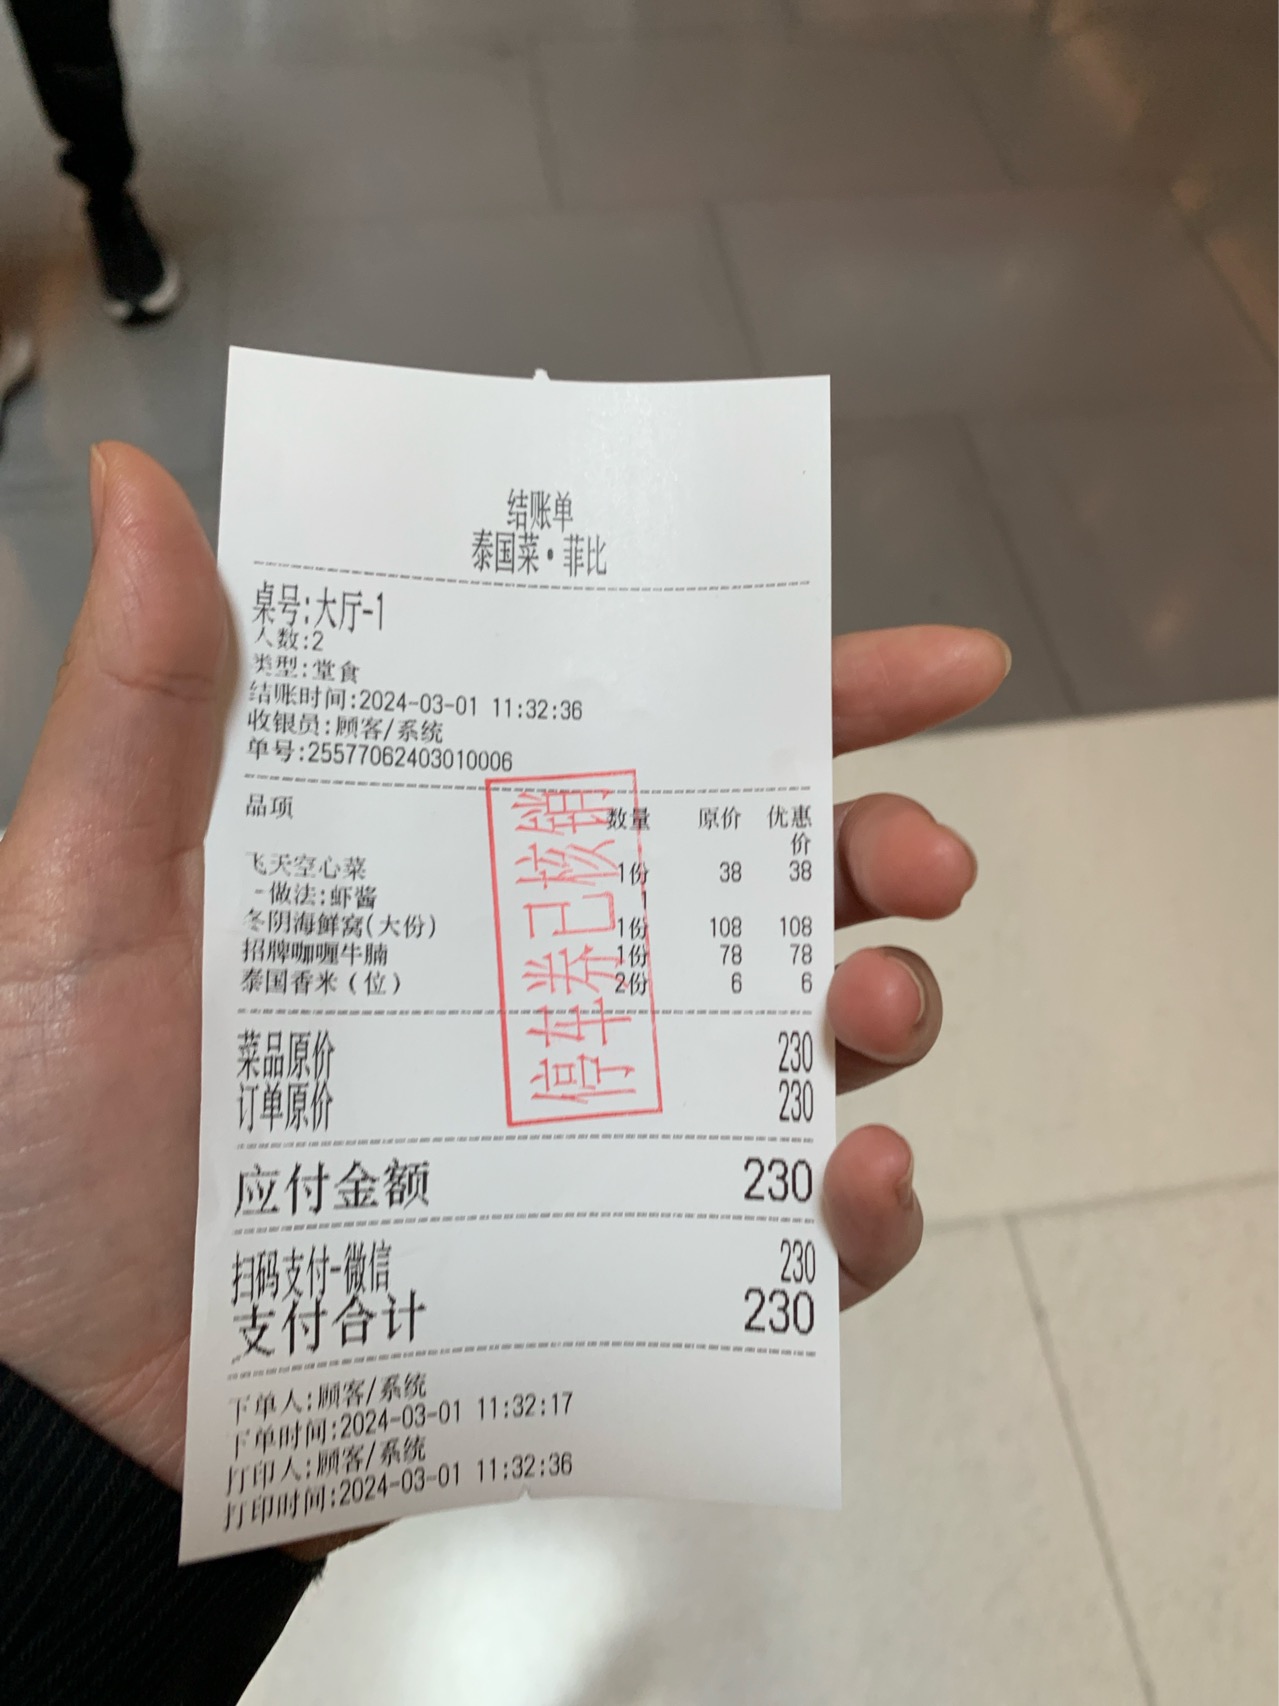 结账单
泰国菜·菲比
桌号:大厅-1
人数:2
类型:堂食
结账时间:2024-03-01 11:32:36
收银员:顾客/系统
单号:25577062403010006
品项 数量 原价 优惠价
飞天空心菜 1份 38 38
-做法:虾酱 1
冬阴海鲜窝(大份) 1份 108 108
招牌咖喱牛腩 1份 78 78
泰国香米(位) 2份 6 6
停车券已核销
菜品原价 230
订单原价 230
应付金额 230
扫码支付-微信 230
支付合计 230
下单人:顾客/系统
下单时间:2024-03-01 11:32:17
打印人:顾客/系统
打印时间:2024-03-01 11:32:36